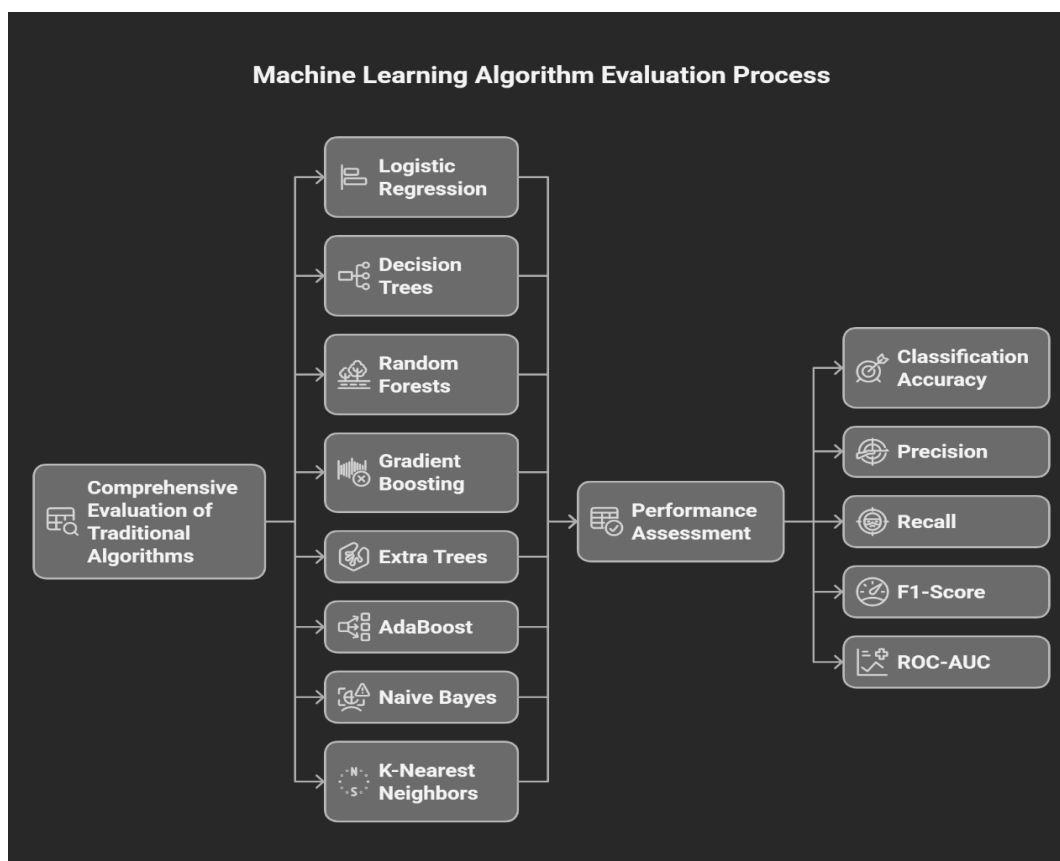 Machine Learning Algorithm Evaluation Process
Comprehensive
Evaluation of
Traditional
Algorithms
Logistic
Regression
Decision
Trees
Random
Forests
Gradient
Boosting
Extra Trees
AdaBoost
Naive Bayes
N
S
K-Nearest
Neighbors
Performance
Assessment
Classification
Accuracy
Precision
Recall
F1-Score
ROC-AUC